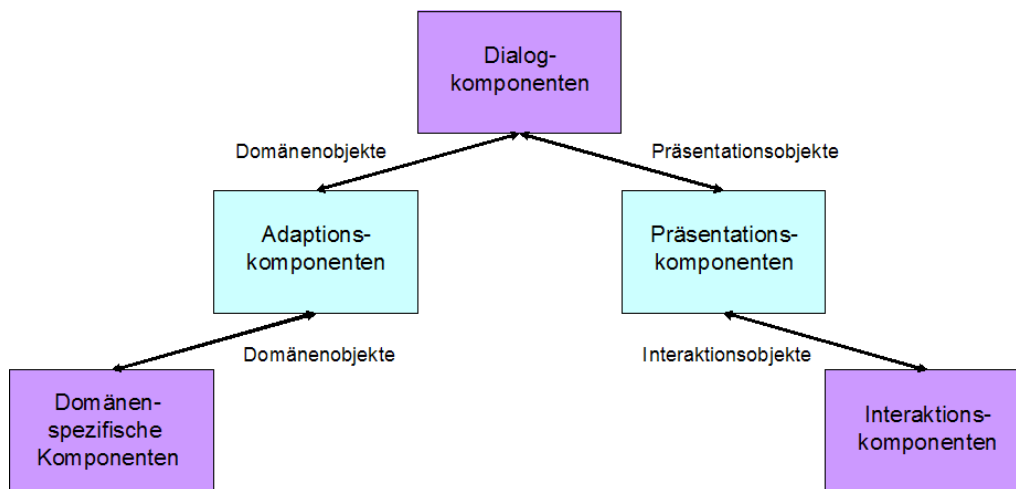 Dialog-
komponenten
Domänenobjekte
Präsentationsobjekte
Adaptions-
komponenten
Präsentations-
komponenten
Domänenobjekte
Interaktionsobjekte
Domänen-
spezifische
Komponenten
Interaktions-
komponenten